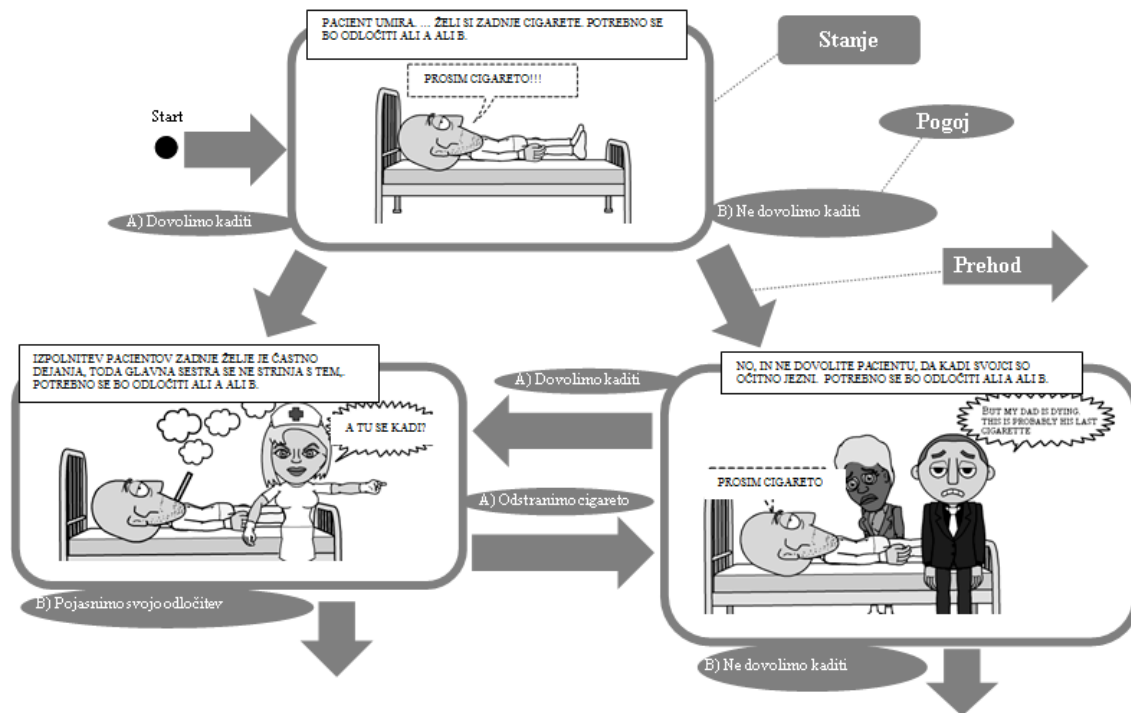 PACIENT UMIRA. … ŽELI SI ZADNJE CIGARETE. POTREBNO SE
BO ODLOČITI ALI A ALI B.
Stanje
PROSIM CIGARETO!!!
Start
Pogoj
A) Dovolimo kaditi
B) Ne dovolimo kaditi
Prehod
IZPOLNITEV PACIENTOV ZADNJE ŽELJE JE ČASTNO
DEJANJA, TODA GLAVNA SESTRA SE NE STRINJA S TEM,.
POTREBNO SE BO ODLOČITI ALI A ALI B.
A TU SE KADI?
A) Dovolimo kaditi
A) Odstranimo cigareto
NO, IN NE DOVOLITE PACIENTU, DA KADI SVOJCI SO
OČITNO JEZNI. POTREBNO SE BO ODLOČITI ALI A ALI B.
BUT MY DAD IS DYING.
THIS IS PROBABLY HIS LAST
CIGARETTE
PROSIM CIGARETO
B) Pojasnimo svojo odločitev
B) Ne dovolimo kaditi